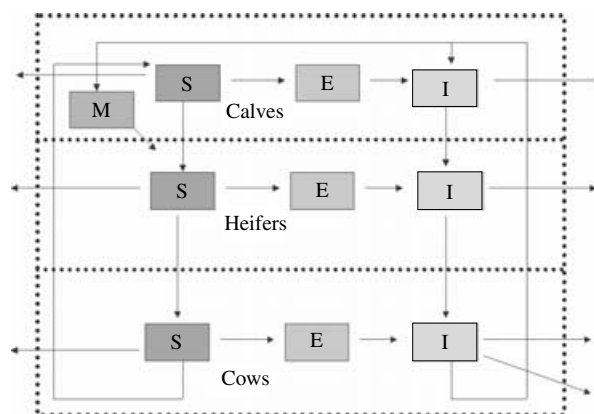 S E I
M
Calves
S E I
Heifers
S E I
Cows